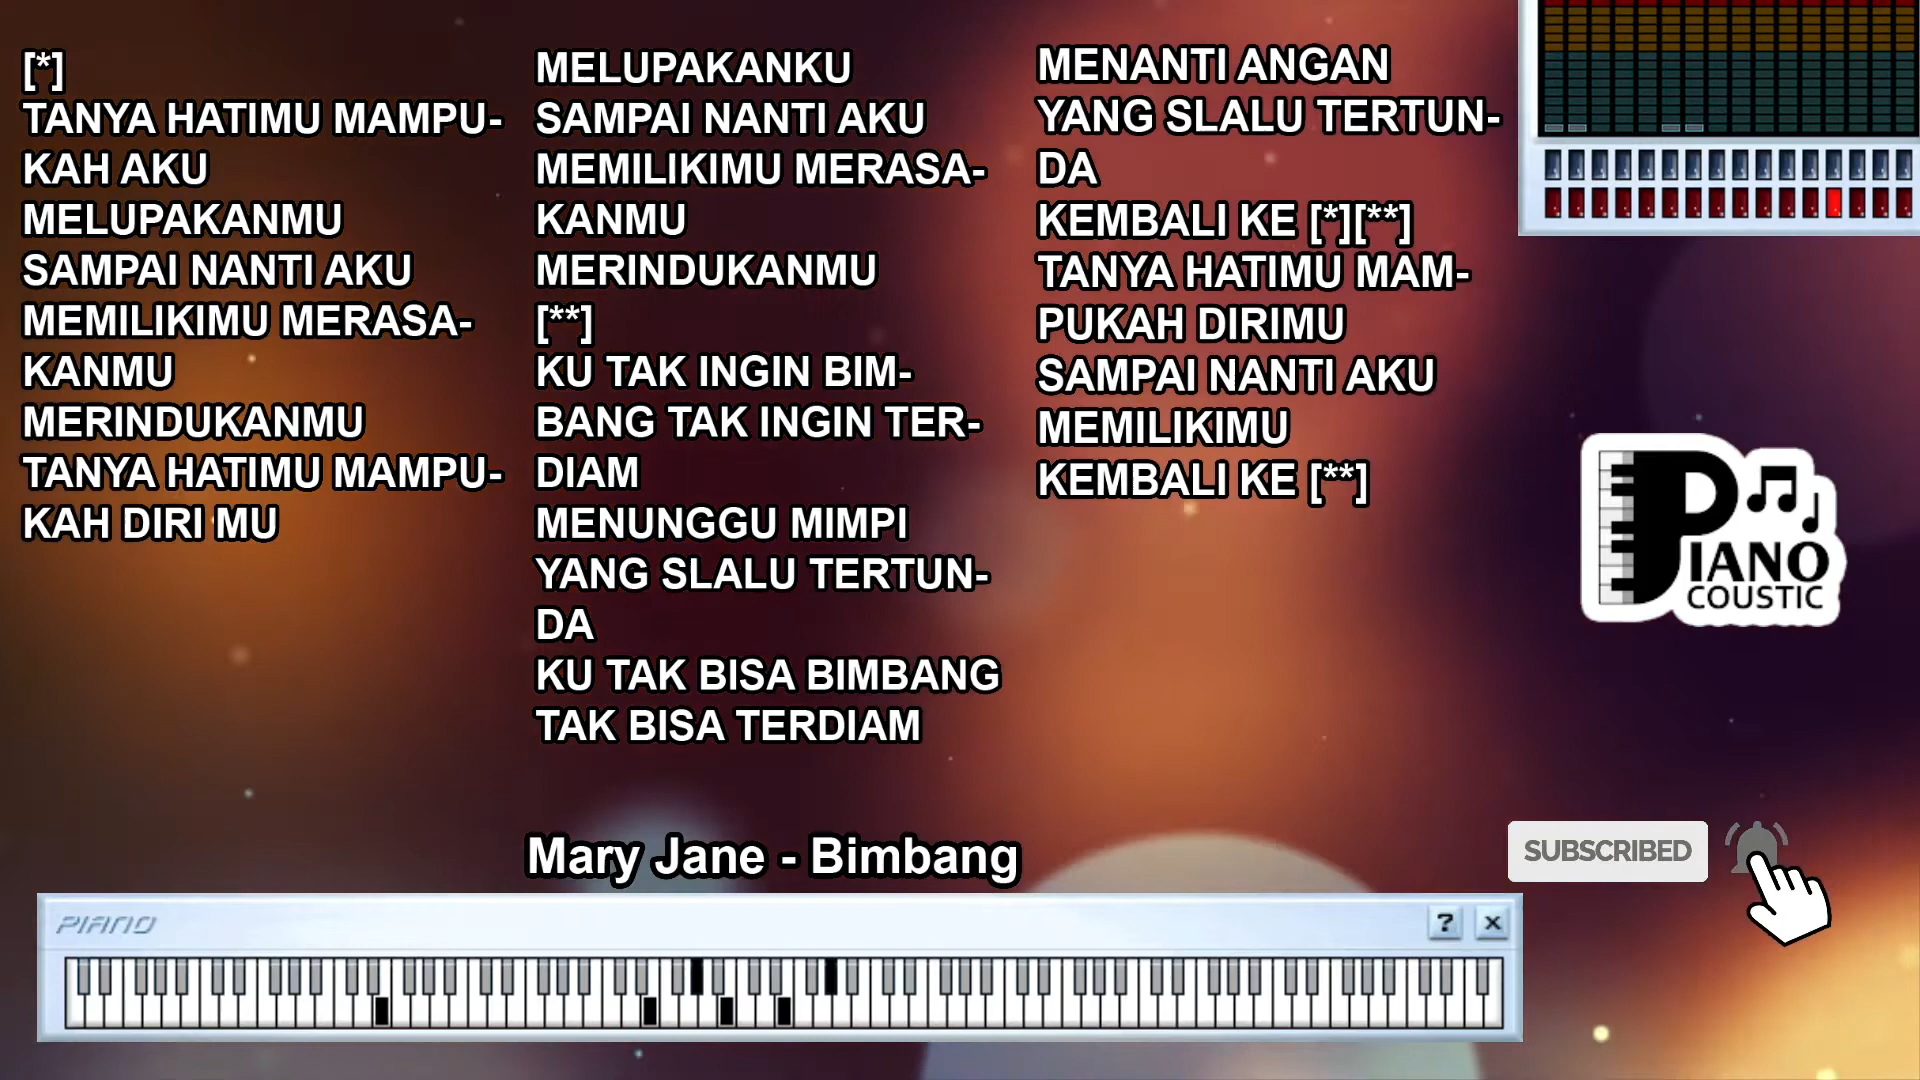 [*]
TANYA HATIMU MAMPU-
KAH AKU
MELUPAKANMU
SAMPAI NANTI AKU
MEMILIKIMU MERASA-
KANMU
MERINDUKANMU
TANYA HATIMU MAMPU-
KAH DIRI MU
MELUPAKANKU
SAMPAI NANTI AKU
MEMILIKIMU MERASA-
KANMU
MERINDUKANMU
[**]
KU TAK INGIN BIM-
BANG TAK INGIN TER-
DIAM
MENUNGGU MIMPI
YANG SLALU TERTUN-
DA
KU TAK BISA BIMBANG
TAK BISA TERDIAM
MENANTI ANGAN
YANG SLALU TERTUN-
DA
KEMBALI KE [*][**]
TANYA HATIMU MAM-
PUKAH DIRIMU
SAMPAI NANTI AKU
MEMILIKIMU
KEMBALI KE [**]
PIANO
COUSTIC
SUBSCRIBED
Mary Jane - Bimbang
PIANO
? ×